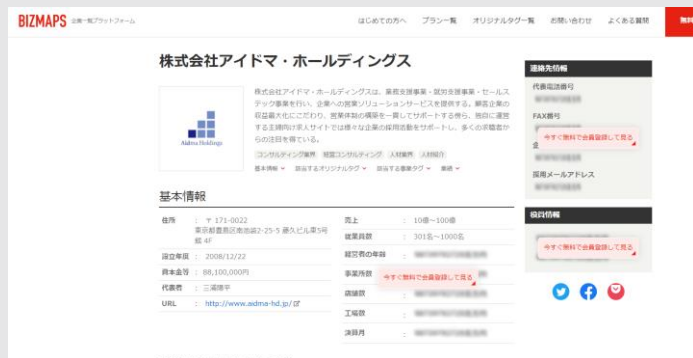 BIZMAPS 企業一覧プラットフォーム
はじめての方へ プラン一覧 オリジナルタグ一覧 お問い合わせ よくある質問 無料
株式会社アイドマ・ホールディングス
Aidma Holdings
株式会社アイドマ・ホールディングスは、業務支援事業・就労支援事業・セールス
テック事業を行い、企業への営業ソリューションサービスを提供する。顧客企業の
収益最大化にこだわり、営業体制の構築を一貫してサポートする傍ら、独自に運営
する主婦向け求人サイトでは様々な企業の採用活動をサポートし、多くの求職者か
らの注目を得ている。
コンサルティング業界 経営コンサルティング 人材業界 人材紹介
基本情報 該当するオリジナルタグ 該当する事業タグ 業績
基本情報
住所 : 〒171-0022
東京都豊島区南池袋2-25-5 藤久ビル東5号
館 4F
設立年度 : 2008/12/22
資本金等 : 88,100,000円
代表者 : 三浦陽平
URL : http://www.aidma-hd.jp/
売上 : 10億~100億
従業員数 : 301名~1000名
経営者の年齢 :
事業所数
今すぐ無料で会員登録して見る
店舗数 :
工場数 :
決算月 :
連絡先情報
代表電話番号
FAX番号
今すぐ無料で会員登録して見る
採用メールアドレス
役員情報
今すぐ無料で会員登録して見る